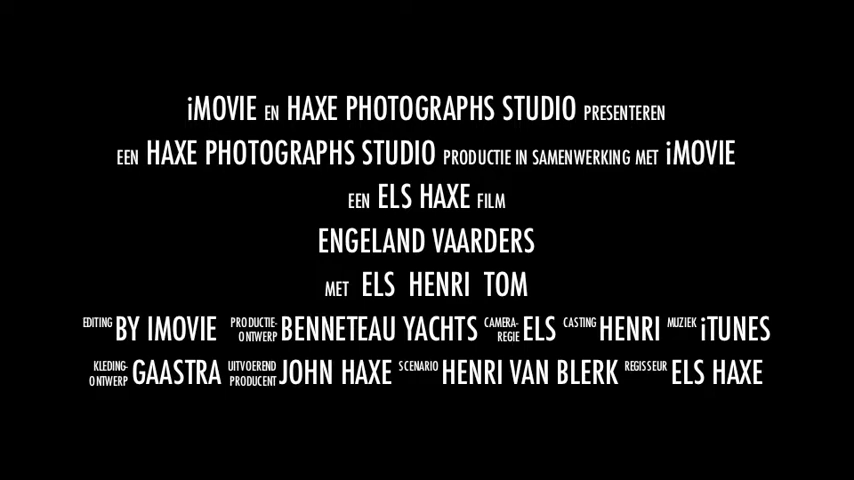 iMOVIE EN HAXE PHOTOGRAPHS STUDIO PRESENTEREN
EEN HAXE PHOTOGRAPHS STUDIO PRODUCTIE IN SAMENWERKING MET iMOVIE
EEN ELS HAXE FILM
ENGELAND VAARDERS
MET ELS HENRI TOM
EDITING BY IMOVIE PRODUCTIE-ONTWERP BENNETEAU YACHTS CAMERA-REGIE ELS CASTING HENRI MUZIEK iTUNES
KLEDING-ONTWERP GAASTRA UITVOEREND PRODUCENT JOHN HAXE SCENARIO HENRI VAN BLERK REGISSEUR ELS HAXE